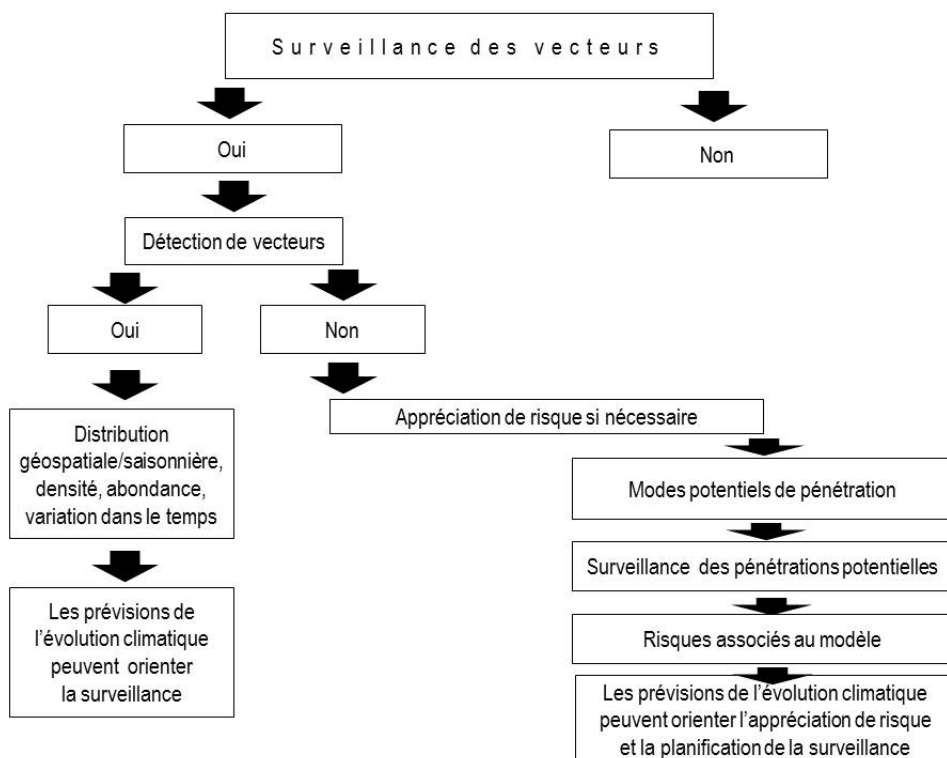 Surveillance des vecteurs
Oui
Non
Détection de vecteurs
Oui
Non
Distribution
géospatiale/saisonnière,
densité, abondance,
variation dans le temps
Appréciation de risque si nécessaire
Modes potentiels de pénétration
Surveillance des pénétrations potentielles
Les prévisions de
l'évolution climatique
peuvent orienter
la surveillance
Risques associés au modèle
Les prévisions de l'évolution climatique
peuvent orienter l'appréciation de risque
et la planification de la surveillance